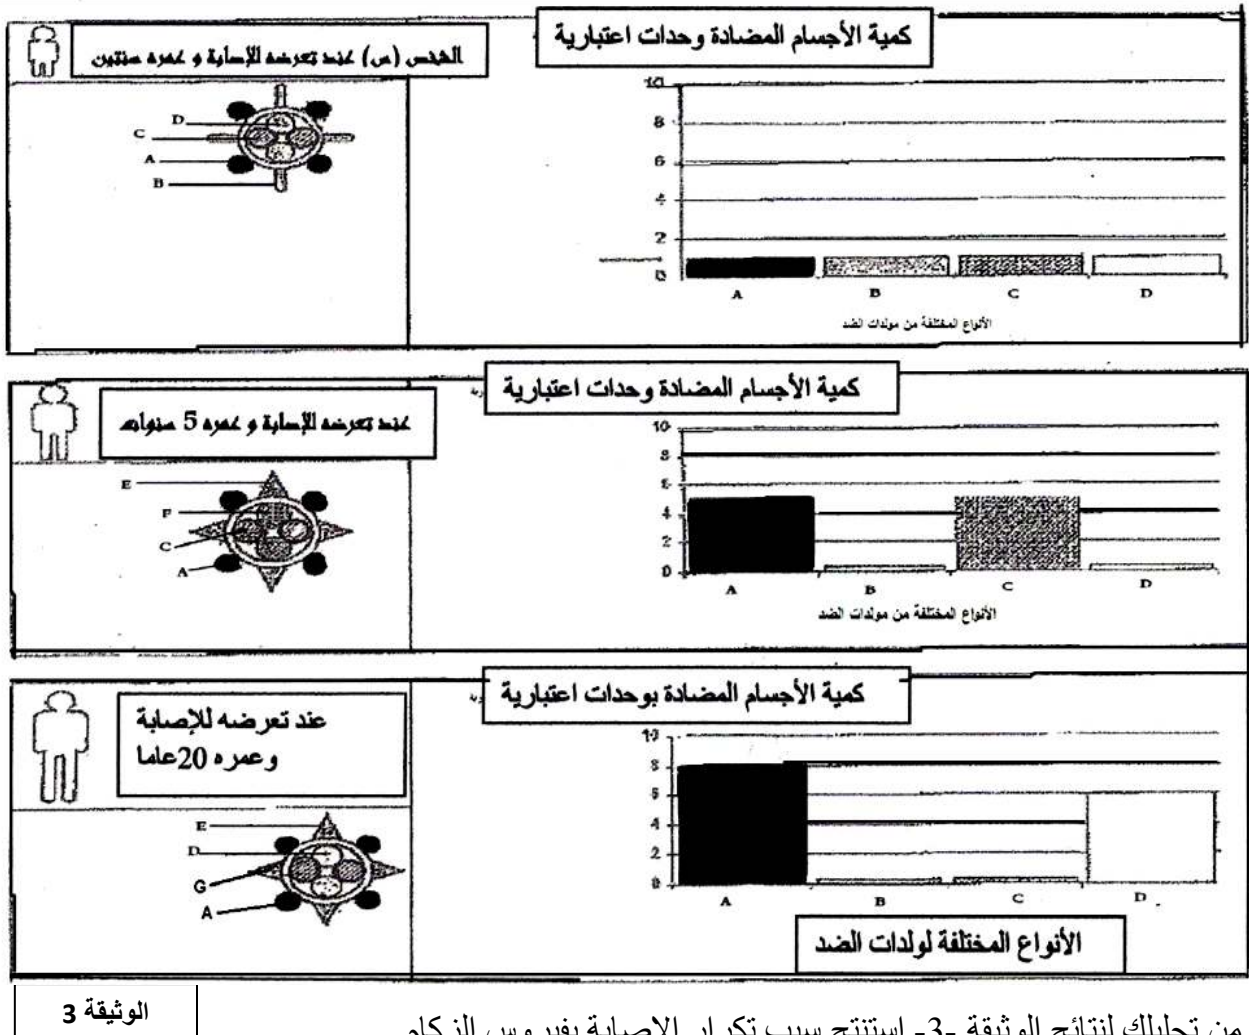 كمية الأجسام المضادة وحدات اعتبارية
الشخص (س) عند تعرضه للإصابة و عمره سنتين
10
8
6
4
2
0
D
C
A
B
A B C D
الأنواع المختلفة من مولدات الضد
كمية الأجسام المضادة وحدات اعتبارية
عند تعرضه للإصابة و عمره 5 سنوات
10
8
6
4
2
0
E
F
C
A
A B C D
الأنواع المختلفة من مولدات الضد
كمية الأجسام المضادة بوحدات اعتبارية
عند تعرضه للإصابة
وعمره 20عاما
10
8
6
4
2
0
E
D
G
A
A B C D
الأنواع المختلفة لولدات الضد
الوثيقة 3
من تحليلك لنتائج الوثيقة -3- استنتج سبب تكرار الإصابة بفيروس الزكام